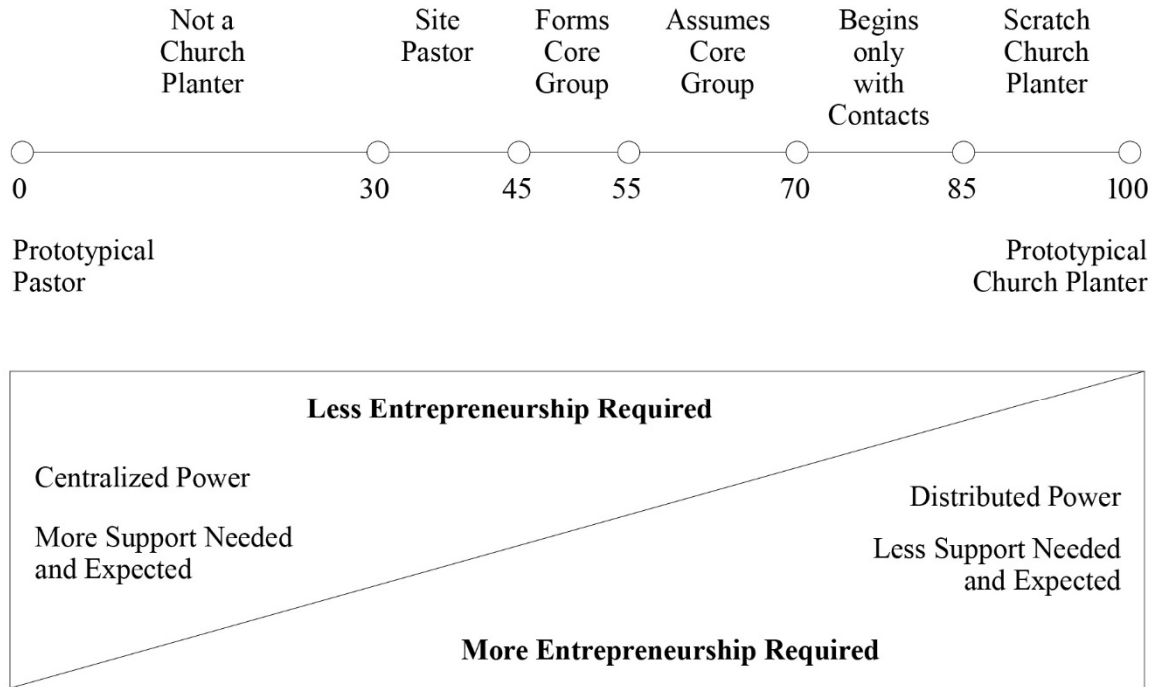 Not a
Church
Planter
Site
Pastor
Forms
Core
Group
Assumes
Core
Group
Begins
only
with
Contacts
Scratch
Church
Planter
0
30
45
55
70
85
100
Prototypical
Pastor
Prototypical
Church Planter
Less Entrepreneurship Required
Centralized Power
More Support Needed
and Expected
Distributed Power
Less Support Needed
and Expected
More Entrepreneurship Required